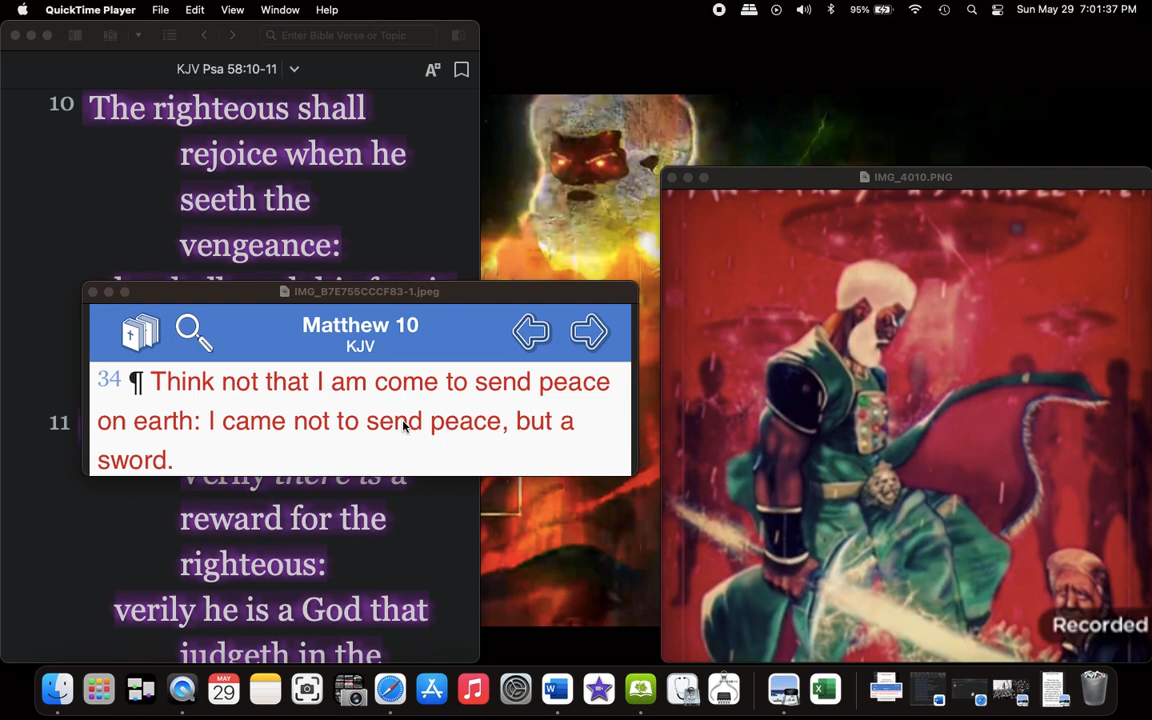 QuickTime Player File Edit View Window Help
95% Sun May 29 7:01:37 PM
Enter Bible Verse or Topic
KJV Psa 58:10-11
10 The righteous shall
rejoice when he
seeth the
vengeance:
IMG_B7E755CCCF83-1.jpeg
Matthew 10
KJV
34 ¶ Think not that I am come to send peace
on earth: I came not to send peace, but a
sword.
11
Verily there is a
reward for the
righteous:
verily he is a God that
judgeth in the
IMG_4010.PNG
Recorded
MAY
29